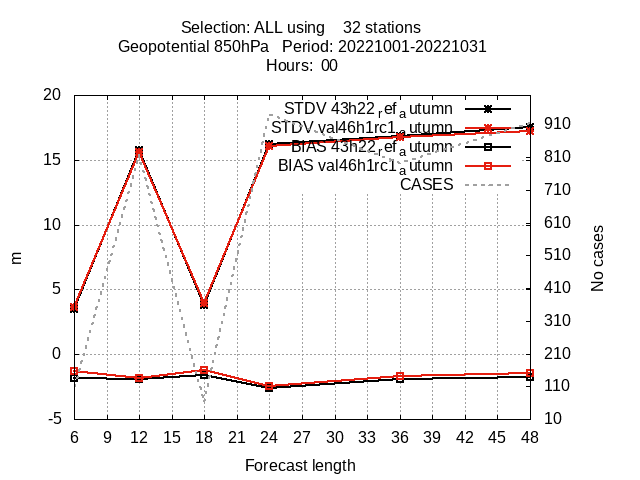 Selection: ALL using 32 stations
Geopotential 850hPa Period: 20221001-20221031
Hours: 00
STDV 43h22_ref_autumn
STDV val46h1rc1_autumn
BIAS 43h22_ref_autumn
BIAS val46h1rc1_autumn
CASES
20
15
10
5
0
-5
m
910
810
710
610
510
410
310
210
110
10
No cases
6 9 12 15 18 21 24 27 30 33 36 39 42 45 48
Forecast length